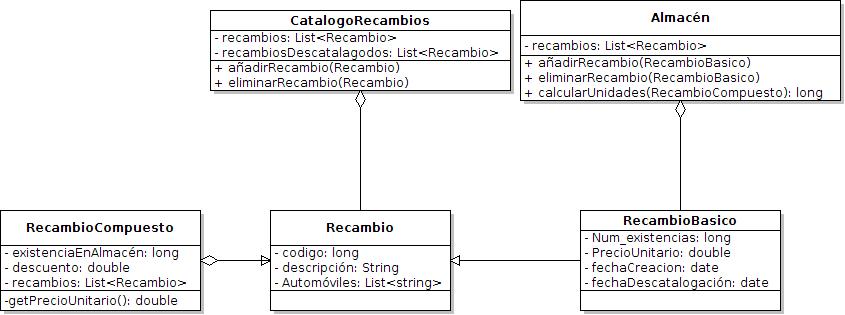 CatalogoRecambios
- recambios: List<Recambio>
- recambiosDescatalagodos: List<Recambio>
+ añadirRecambio(Recambio)
+ eliminarRecambio(Recambio)
Almacén
- recambios: List<Recambio>
+ añadirRecambio(RecambioBasico)
+ eliminarRecambio(RecambioBasico)
+ calcularUnidades(RecambioCompuesto): long
RecambioCompuesto
- existenciaEnAlmacén: long
- descuento: double
- recambios: List<Recambio>
-getPrecioUnitario(): double
Recambio
- codigo: long
- descripción: String
- Automóviles: List<string>
RecambioBasico
- Num_existencias: long
- PrecioUnitario: double
- fechaCreacion: date
- fechaDescatalogación: date